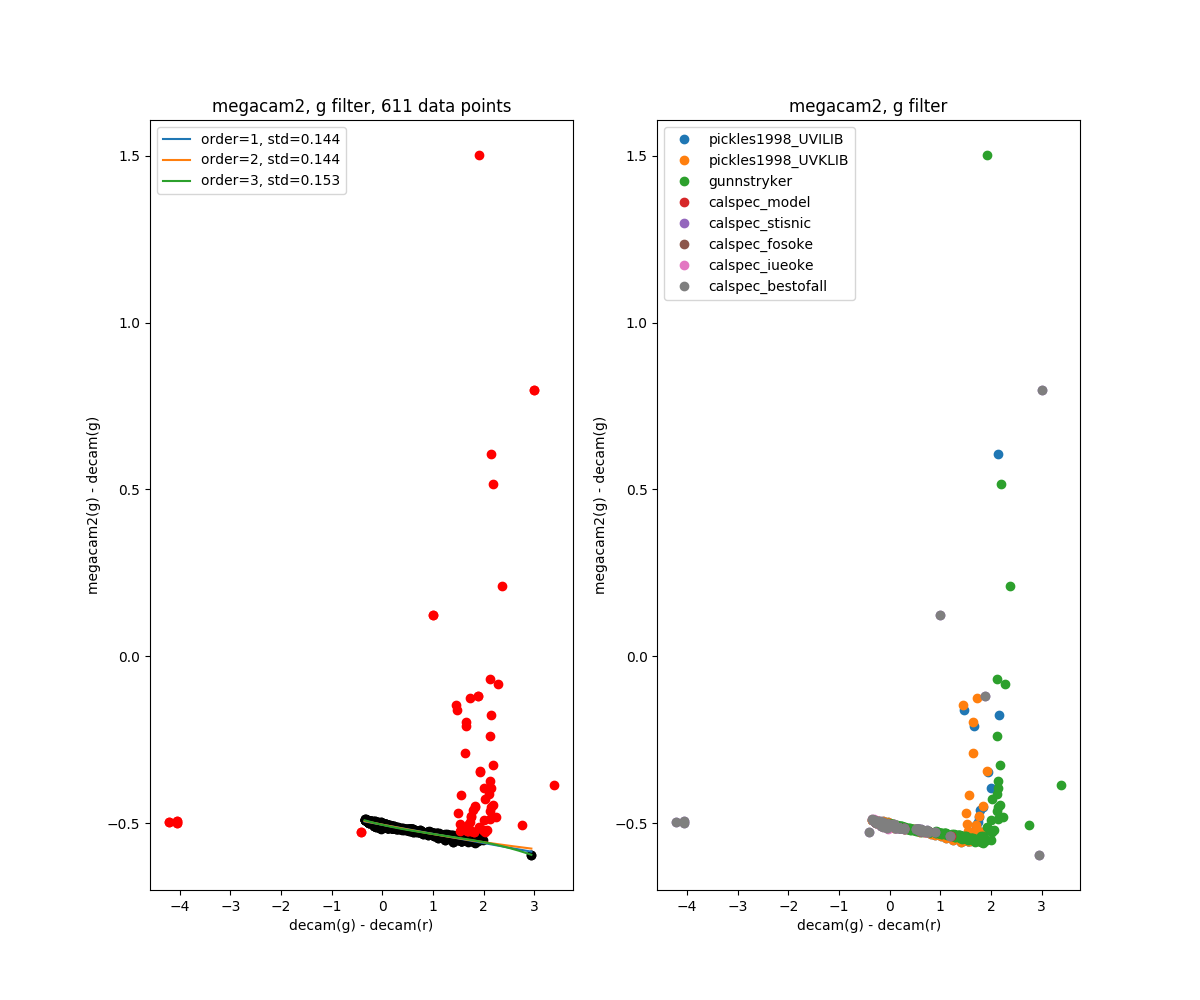 megacam2, g filter, 611 data points
order=1, std=0.144
order=2, std=0.144
order=3, std=0.153
1.5
1.0
0.5
0.0
−0.5
megacam2(g) - decam(g)
−4
−3
−2
−1
0
1
2
3
decam(g) - decam(r)
megacam2, g filter
pickles1998_UVILIB
pickles1998_UVKLIB
gunnstryker
calspec_model
calspec_stisnic
calspec_fosoke
calspec_iueoke
calspec_bestofall
1.5
1.0
0.5
0.0
−0.5
megacam2(g) - decam(g)
−4
−3
−2
−1
0
1
2
3
decam(g) - decam(r)